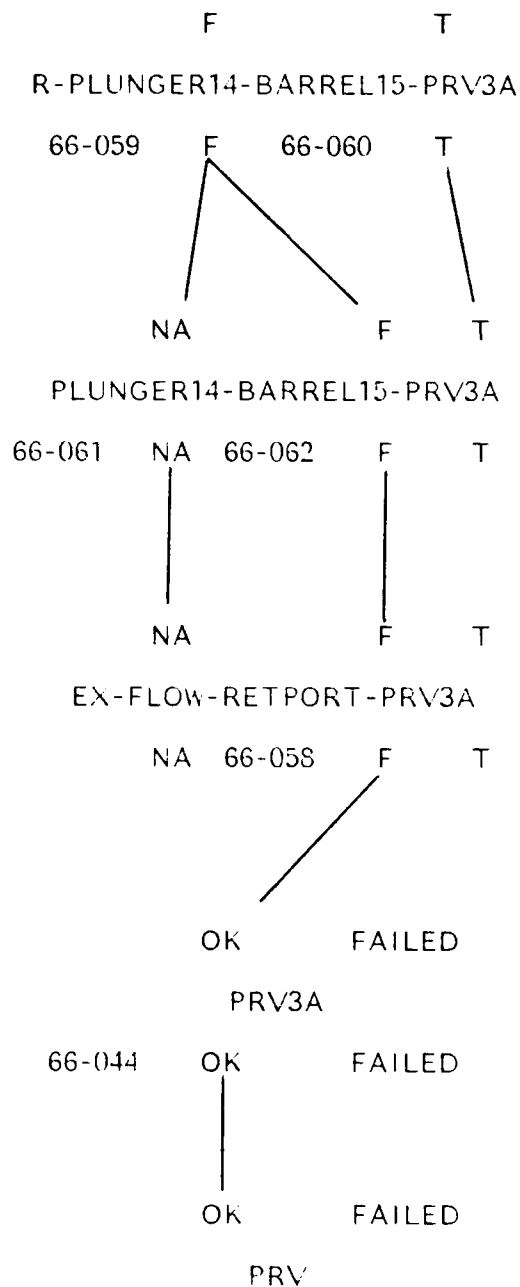 F T
R-PLUNGER14-BARREL15-PRV3A
66-059 F 66-060 T
NA F T
PLUNGER14-BARREL15-PRV3A
66-061 NA 66-062 F T
NA F T
EX-FLOW-RETPORT-PRV3A
NA 66-058 F T
OK FAILED
PRV3A
66-044 OK FAILED
OK FAILED
PRV